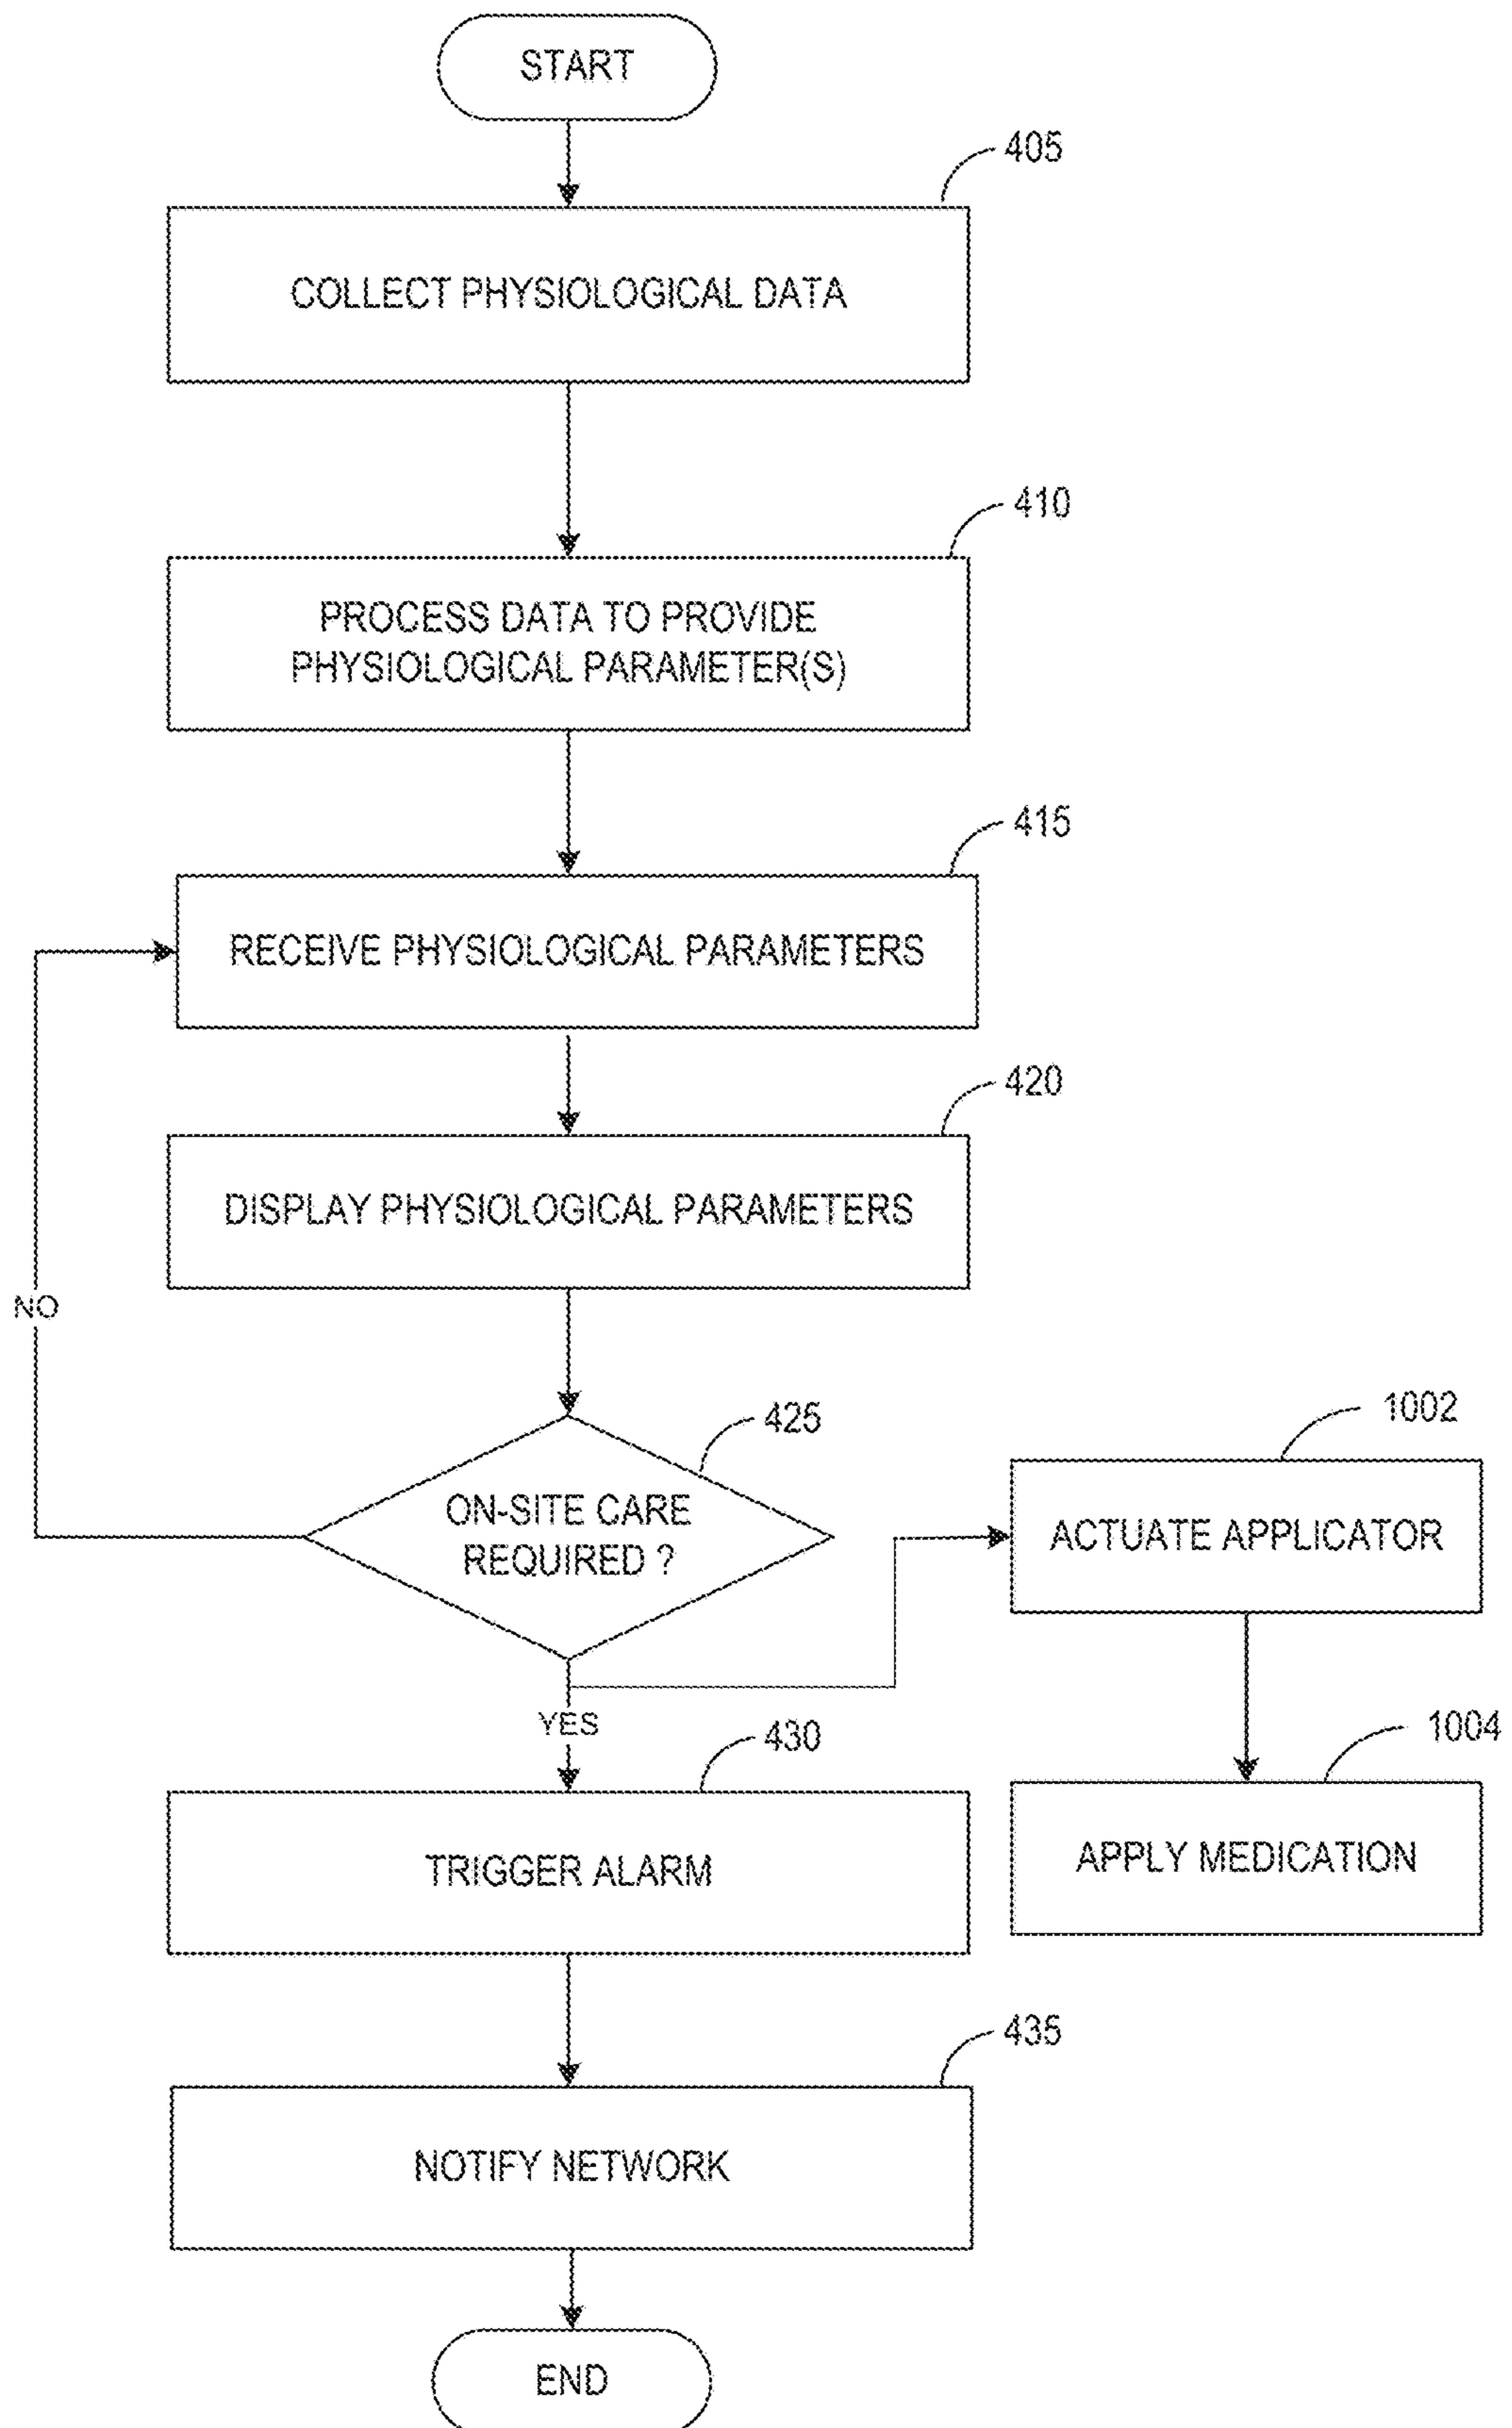 START
405
COLLECT PHYSIOLOGICAL DATA
410
PROCESS DATA TO PROVIDE
PHYSIOLOGICAL PARAMETER(S)
415
RECEIVE PHYSIOLOGICAL PARAMETERS
420
DISPLAY PHYSIOLOGICAL PARAMETERS
NO
425
ON-SITE CARE
REQUIRED ?
1002
ACTUATE APPLICATOR
YES
430
TRIGGER ALARM
1004
APPLY MEDICATION
435
NOTIFY NETWORK
END